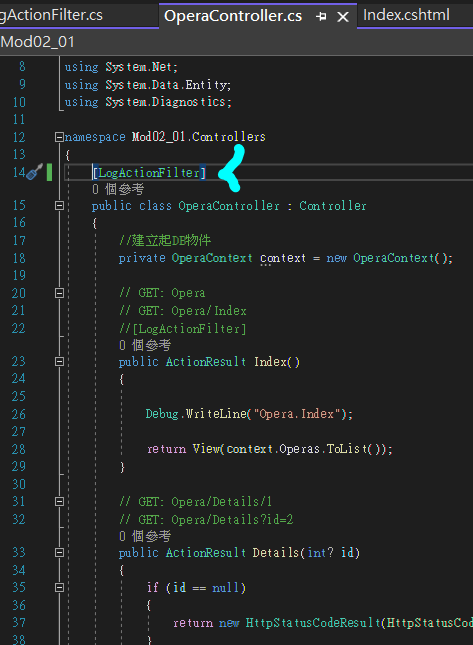 gActionFilter.cs
OperaController.cs
Index.cshtml
Mod02_01
8 using System.Net;
9 using System.Data.Entity;
10 using System.Diagnostics;
11
12 namespace Mod02_01.Controllers
13 {
14 [LogActionFilter]
0 個參考
15 public class OperaController : Controller
16 {
17 //建立起DB物件
18 private OperaContext context = new OperaContext();
19
20 // GET: Opera
21 // GET: Opera/Index
22 //[LogActionFilter]
0 個參考
23 public ActionResult Index()
24 {
25
26 Debug.WriteLine("Opera.Index");
27
28 return View(context.Operas.ToList());
29 }
30
31 // GET: Opera/Details/1
32 // GET: Opera/Details?id=2
0 個參考
33 public ActionResult Details(int? id)
34 {
35 if (id == null)
36 {
37 return new HttpStatusCodeResult(HttpStatusCod
38 }